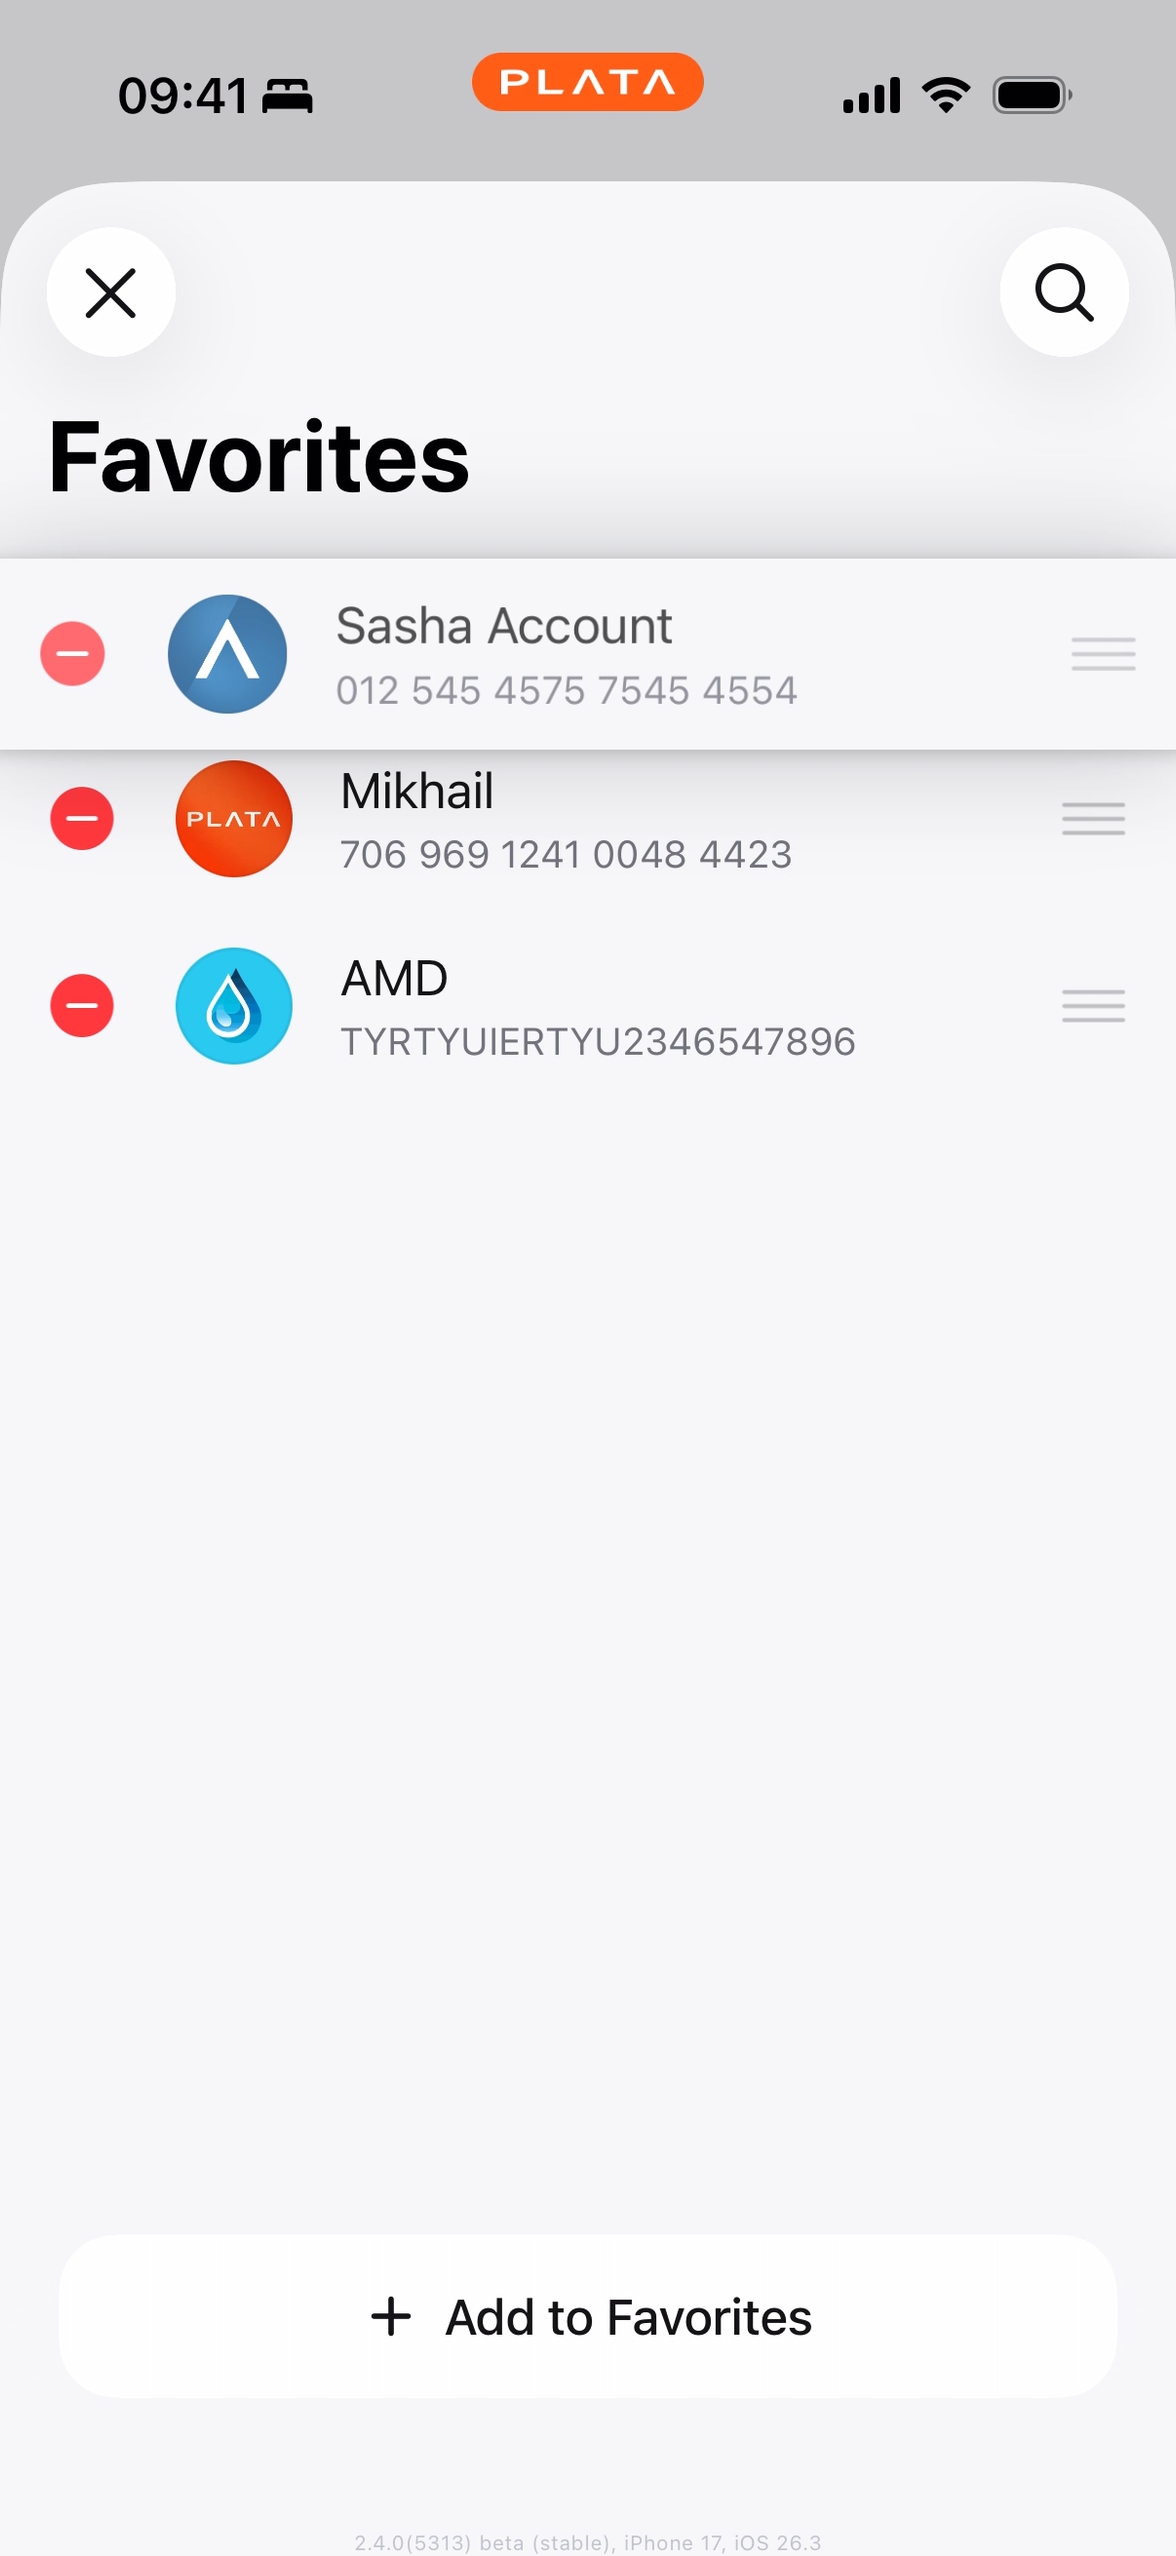 09:41
PLATA
Favorites
Sasha Account
012 545 4575 7545 4554
PLATA
Mikhail
706 969 1241 0048 4423
AMD
TYRTYUIERTYU2346547896
Add to Favorites
2.4.0(5313) beta (stable), iPhone 17, iOS 26.3